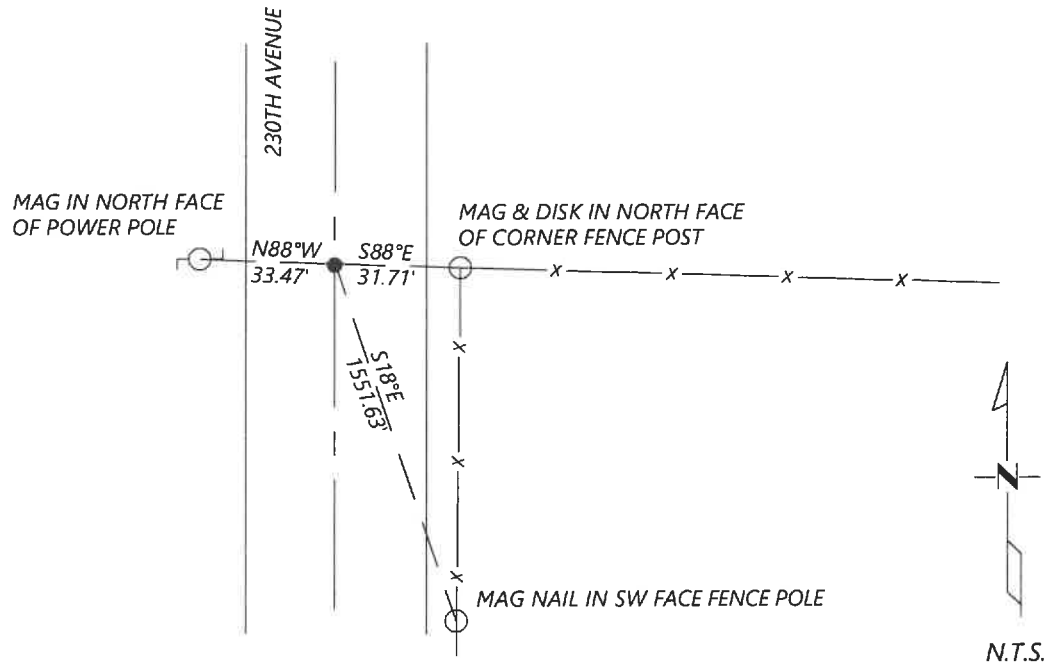 230TH AVENUE
MAG IN NORTH FACE
OF POWER POLE
MAG & DISK IN NORTH FACE
OF CORNER FENCE POST
N88°W
33.47'
S88°E
31.71'
X X X X
X
S18°E
1551.63'
X
N
X
MAG NAIL IN SW FACE FENCE POLE
N.T.S.